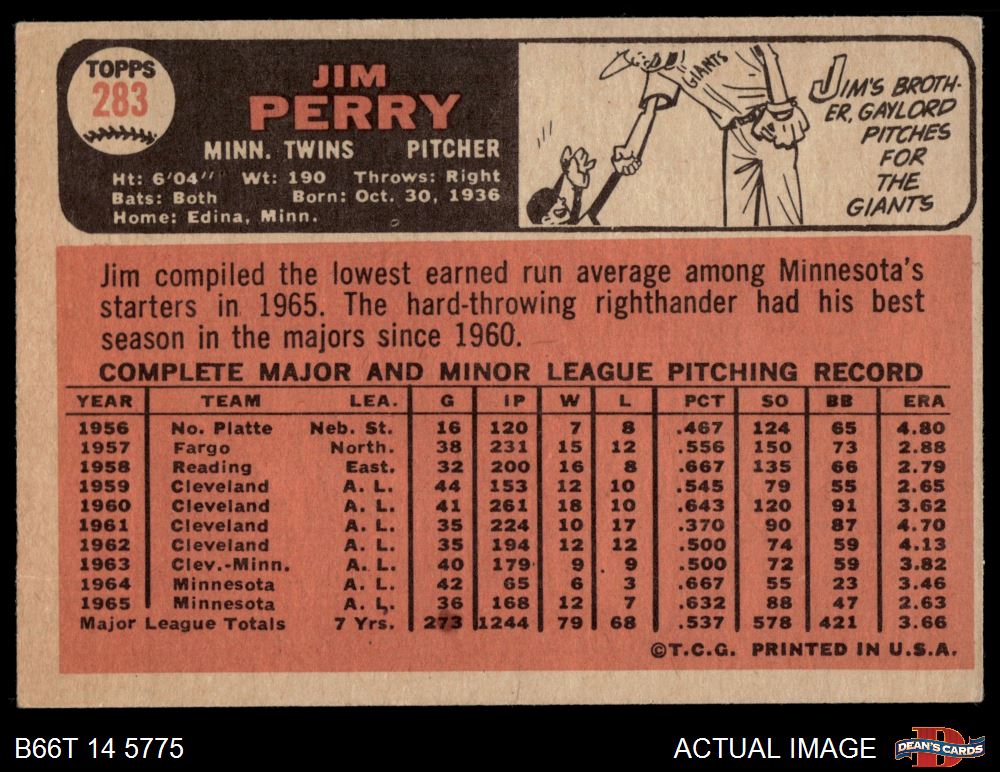 TOPPS
283
JIM
PERRY
MINN. TWINS PITCHER
Ht: 6'04" Wt: 190 Throws: Right
Bats: Both Born: Oct. 30, 1936
Home: Edina, Minn.
GIANTS
JIM'S BROTH-
ER, GAYLORD
PITCHES
FOR
THE
GIANTS
Jim compiled the lowest earned run average among Minnesota's
starters in 1965. The hard-throwing righthander had his best
season in the majors since 1960.
COMPLETE MAJOR AND MINOR LEAGUE PITCHING RECORD
YEAR TEAM LEA. G IP W L PCT SO BB ERA
1956 No. Platte Neb. St. 16 120 7 8 .467 124 65 4.80
1957 Fargo North. 38 231 15 12 .556 150 73 2.88
1958 Reading East. 32 200 16 8 .667 135 66 2.79
1959 Cleveland A. L. 44 153 12 10 .545 79 55 2.65
1960 Cleveland A. L. 41 261 18 10 .643 120 91 3.62
1961 Cleveland A. L. 35 224 10 17 .370 90 87 4.70
1962 Cleveland A. L. 35 194 12 12 .500 74 59 4.13
1963 Clev.-Minn. A. L. 40 179 9 9 .500 72 59 3.82
1964 Minnesota A. L. 42 65 6 3 .667 55 23 3.46
1965 Minnesota A. L. 36 168 12 7 .632 88 47 2.63
Major League Totals 7 Yrs. 273 1244 79 68 .537 578 421 3.66
©T.C.G. PRINTED IN U.S.A.
B66T 14 5775
ACTUAL IMAGE
DEAN'S CARDS